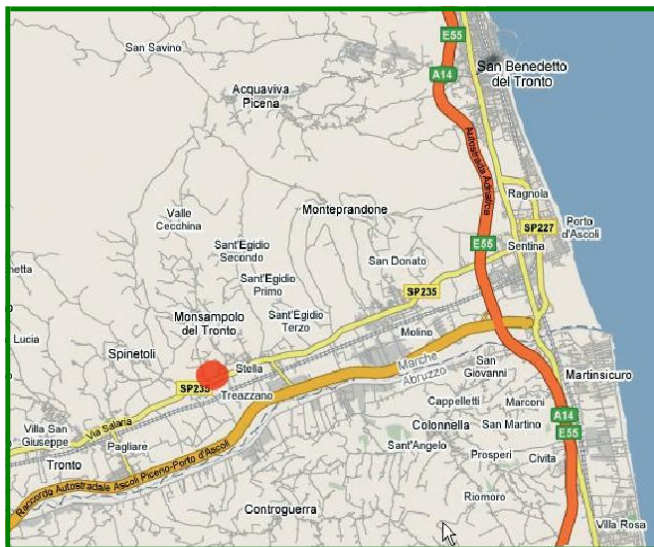 E55
San Savino
San Benedetto
del Tronto
A14
Acquaviva
Picena
Autostrada Adriatica
Ragnola
Valle
Cecchina
Monteprandone
Porto
d'Ascoli
SP227
Sant'Egidio
Secondo
E55
Sentina
San Donato
Sant'Egidio
Primo
SP235
Monsampolo
del Tronto
Sant'Egidio
Terzo
Lucia
Molino
Spinetoli
Stella
Marche
Abruzzo
San
Giovanni
Martinsicuro
SP235
Treazzano
Cappelletti
Marconi
A14
Via Salaria
Villa San
Giuseppe
Colonnella
San Martino
E55
Pagliare
Sant'Angelo
Prosperi
Civita
Tronto
Raccordo Autostradale Ascoli Piceno-Porto d'Ascoli
Riomoro
Controguerra
Villa Rosa